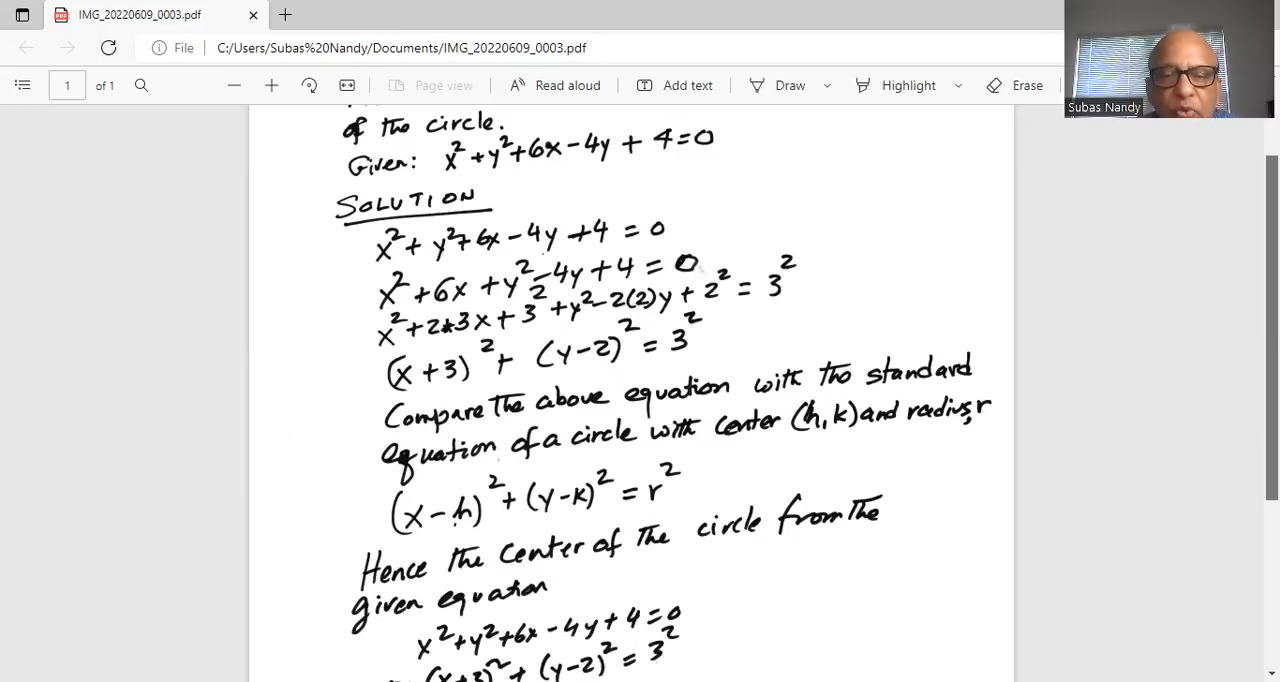 IMG_20220609_0003.pdf
File C:/Users/Subas%20Nandy/Documents/IMG_20220609_0003.pdf
1 of 1 Page view Read aloud Add text Draw Highlight Erase
Subas Nandy
of the circle.
Given: x²+y²+6x-4y+4=0
SOLUTION
x²+y²+6x-4y+4=0
x²+6x+y²-4y+4=0
x²+2*3x+3²+y²-2(2)y+2²=3²
(x+3)²+(y-2)²=3²
Compare the above equation with the standard
equation of a circle with center (h,k) and radius, r
(x-h)²+(y-k)²=r²
Hence the center of the circle from the
given equation
x²+y²+6x-4y+4=0
(x+3)²+(y-2)²=3²